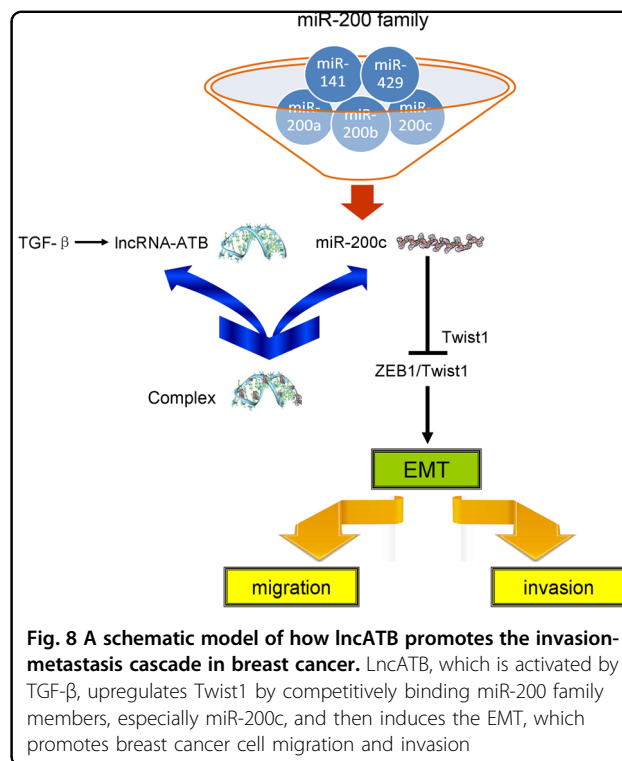 miR-200 family
miR-
141
miR-
429
miR-
200a
miR-
200b
miR-
200c
TGF-β
lncRNA-ATB
miR-200c
Twist1
ZEB1/Twist1
Complex
EMT
migration
invasion
Fig. 8 A schematic model of how lncATB promotes the invasion-
metastasis cascade in breast cancer. LncATB, which is activated by
TGF-β, upregulates Twist1 by competitively binding miR-200 family
members, especially miR-200c, and then induces the EMT, which
promotes breast cancer cell migration and invasion